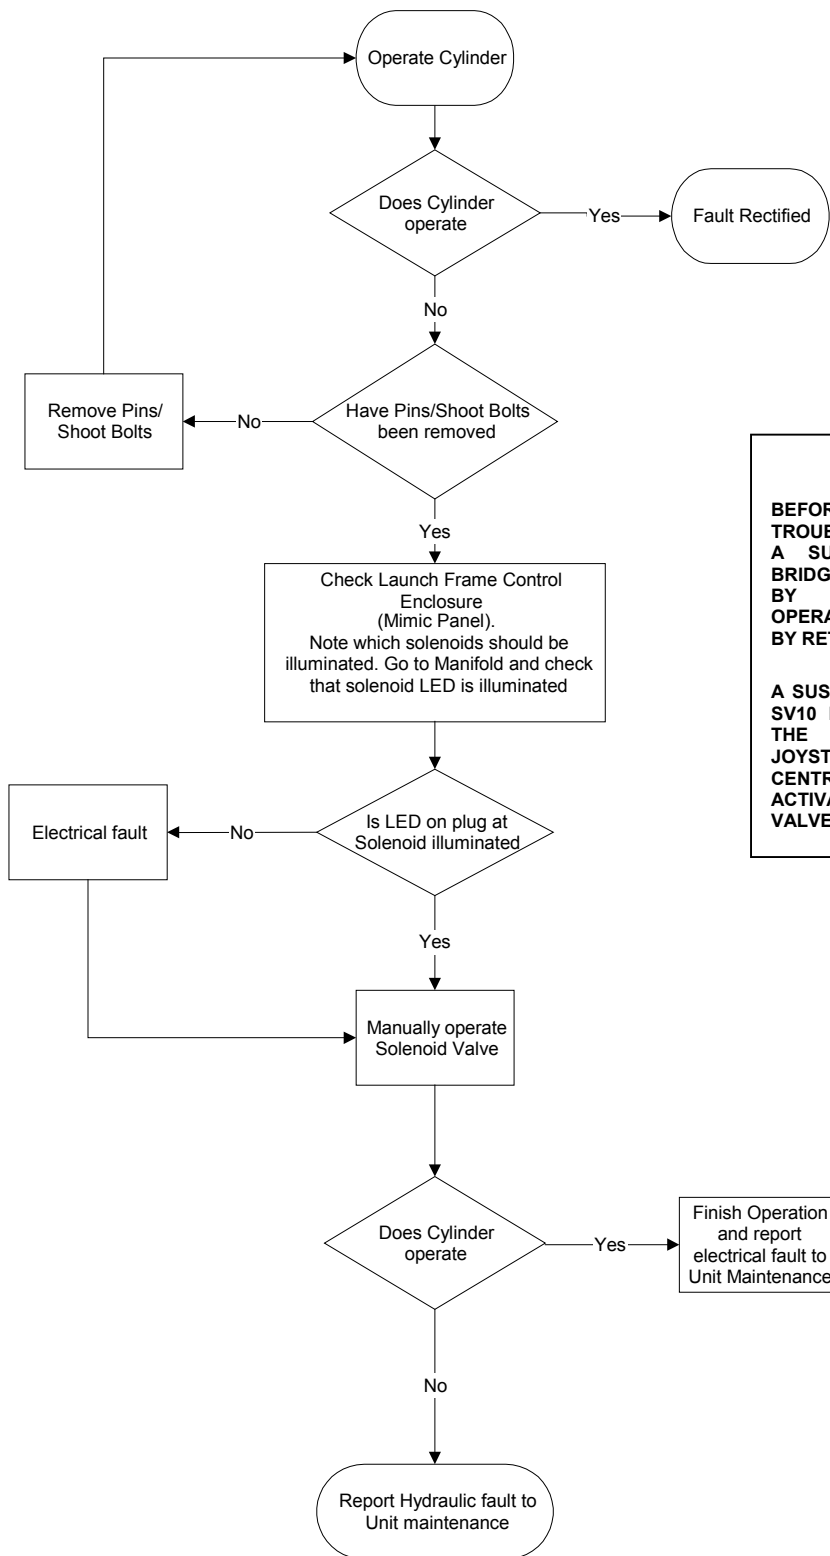 Operate Cylinder
Does Cylinder
operate
Yes
Fault Rectified
No
Have Pins/Shoot Bolts
been removed
No
Remove Pins/
Shoot Bolts
Yes
Check Launch Frame Control
Enclosure
(Mimic Panel).
Note which solenoids should be
illuminated. Go to Manifold and check
that solenoid LED is illuminated
Is LED on plug at
Solenoid illuminated
No
Electrical fault
Yes
Manually operate
Solenoid Valve
Does Cylinder
operate
Yes
Finish Operation
and report
electrical fault to
Unit Maintenance
No
Report Hydraulic fault to
Unit maintenance
A
BRIDG
BY
OPERA
BY RET
A SUS
SV10
THE
JOYST
CENTR
ACTIVA
VALVE